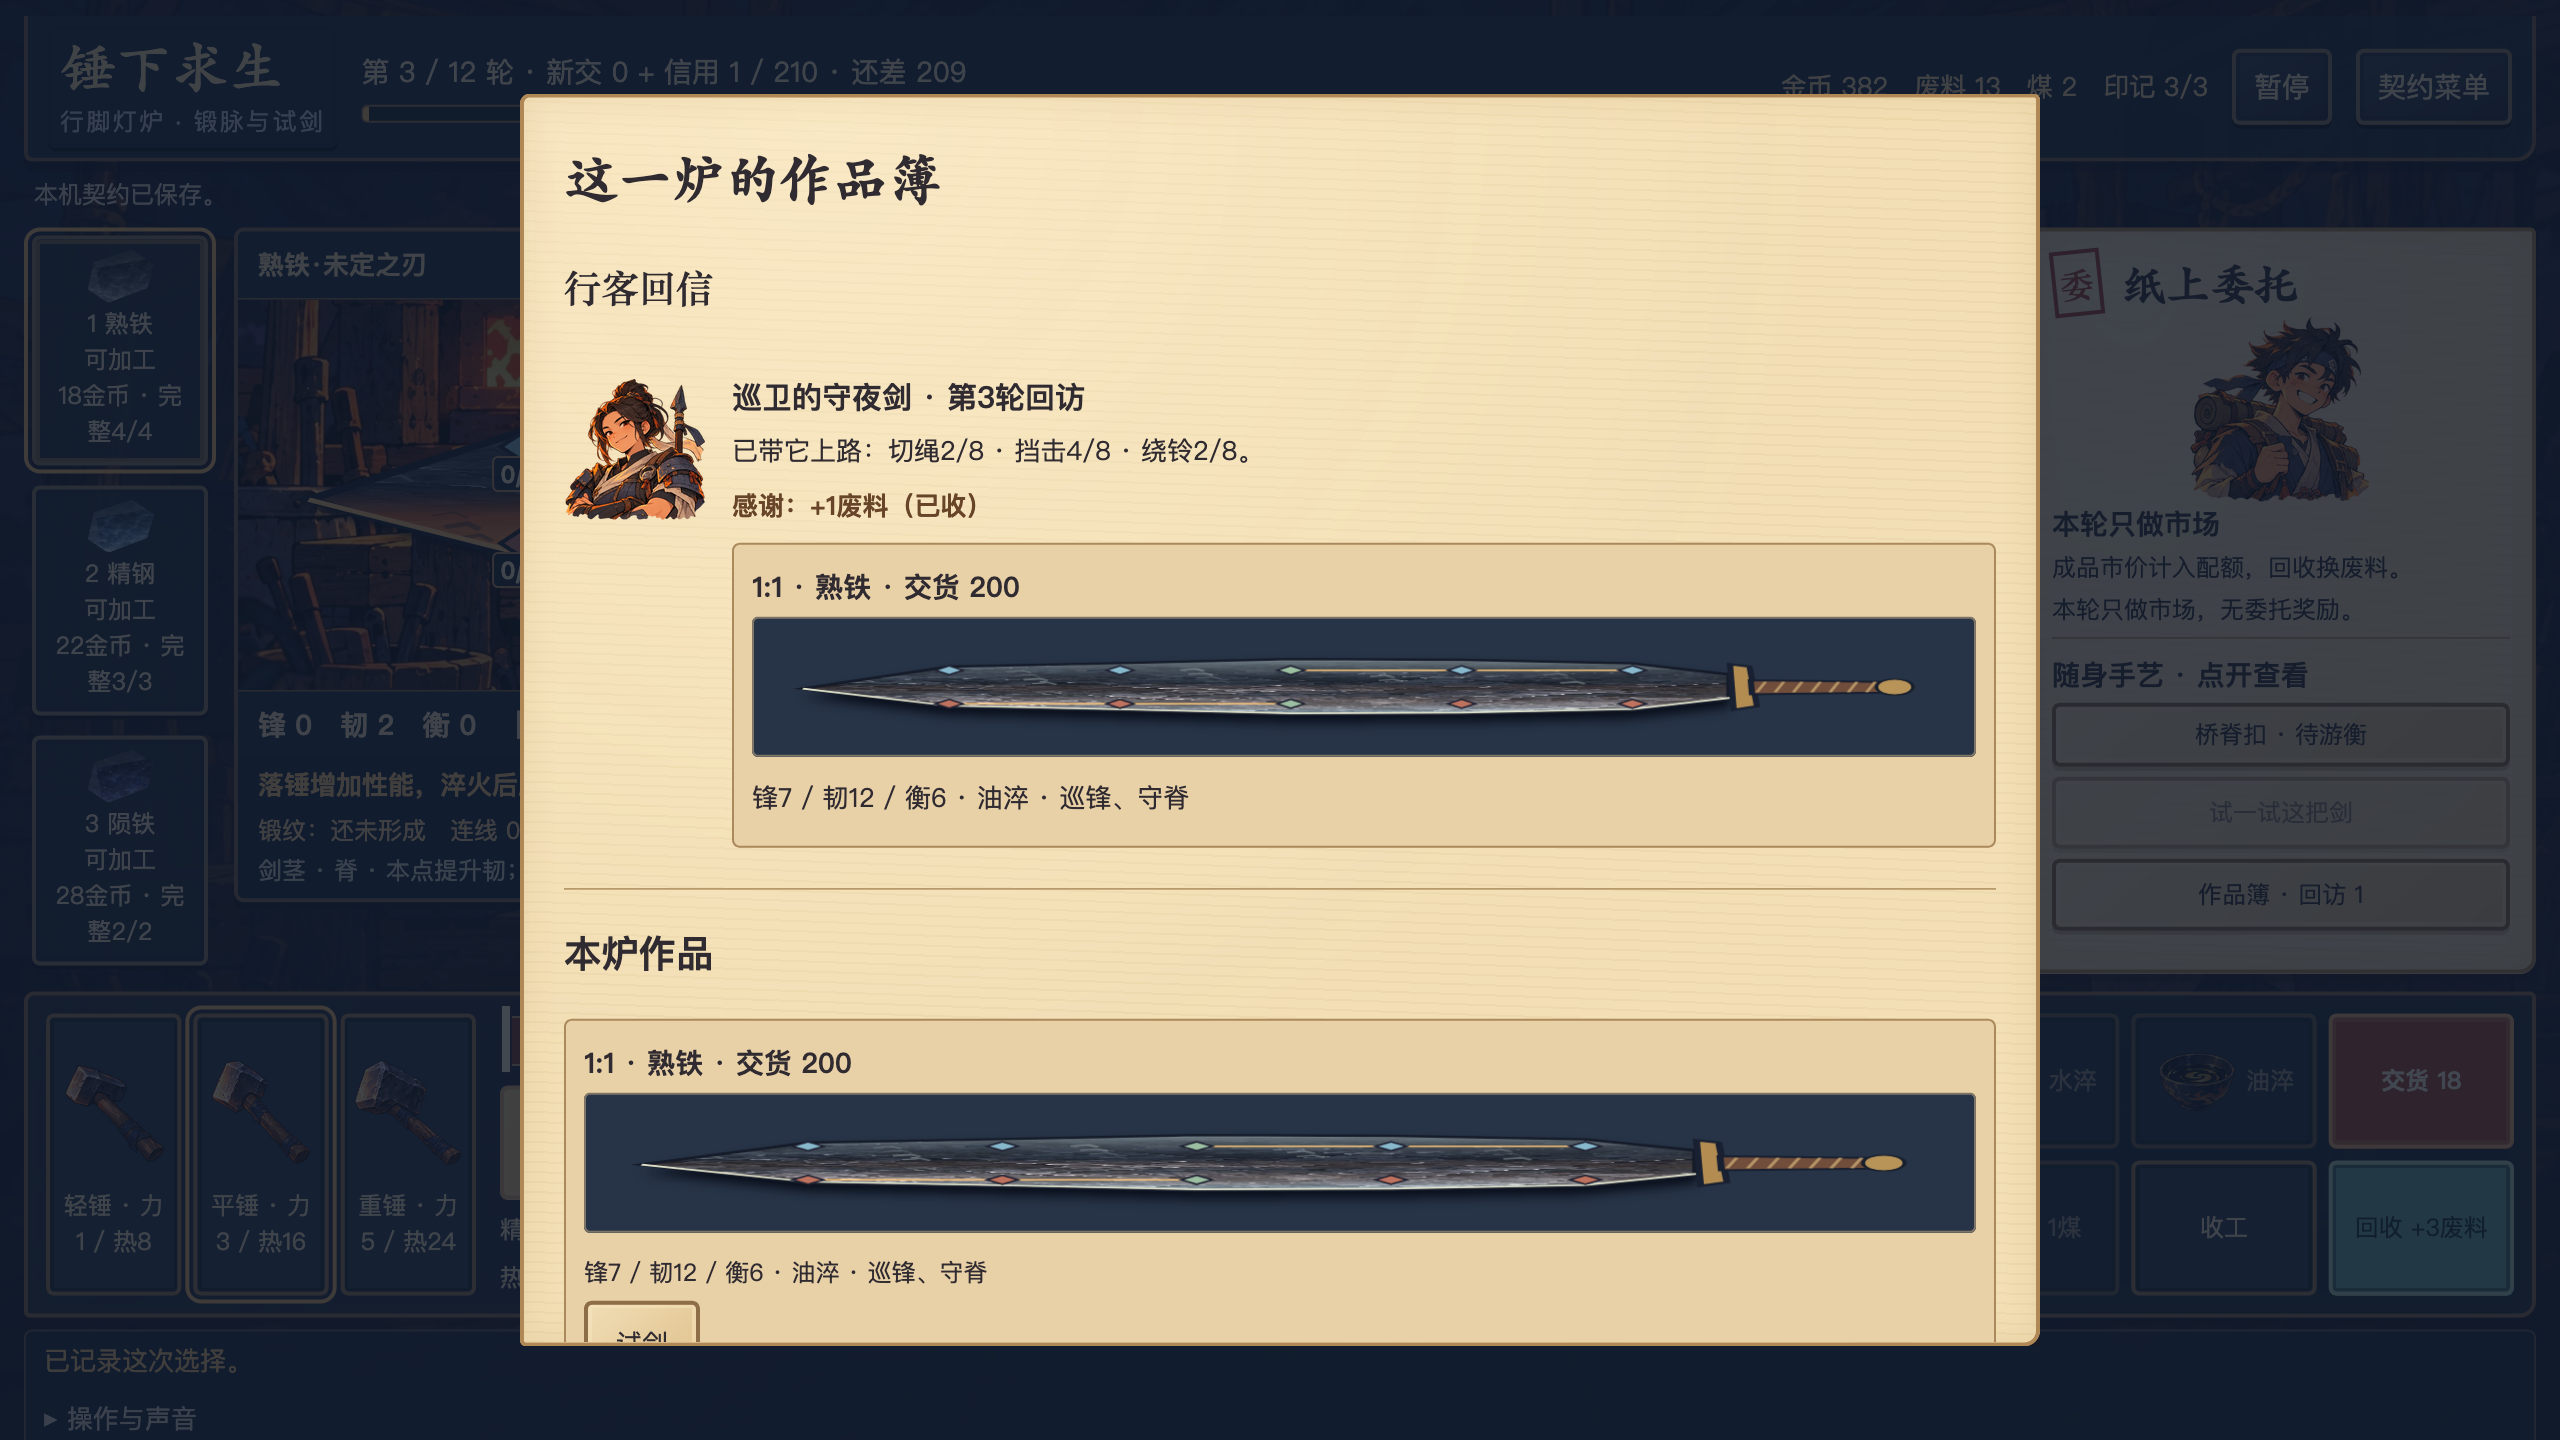 锤下求生
行脚灯炉 · 锻脉与试剑
第 3 / 12 轮 · 新交 0 + 信用 1 / 210 · 还差 209
金币 382 废料 13 煤 2 印记 3/3
暂停
契约菜单
本机契约已保存。
1 熟铁
可加工
18金币 · 完
整4/4
2 精钢
可加工
22金币 · 完
整3/3
3 陨铁
可加工
28金币 · 完
整2/2
熟铁·未定之刃
0/
0/
锋 0 韧 2 衡 0
落锤增加性能，淬火后
锻纹：还未形成 连线 0
剑茎 · 脊 · 本点提升韧；
这一炉的作品簿
行客回信
巡卫的守夜剑 · 第3轮回访
已带它上路：切绳2/8 · 挡击4/8 · 绕铃2/8。
感谢：+1废料（已收）
1:1 · 熟铁 · 交货 200
锋7 / 韧12 / 衡6 · 油淬 · 巡锋、守脊
本炉作品
1:1 · 熟铁 · 交货 200
锋7 / 韧12 / 衡6 · 油淬 · 巡锋、守脊
试剑
委
纸上委托
本轮只做市场
成品市价计入配额，回收换废料。
本轮只做市场，无委托奖励。
随身手艺 · 点开查看
桥脊扣 · 待游衡
试一试这把剑
作品簿 · 回访 1
轻锤 · 力
1 / 热8
平锤 · 力
3 / 热16
重锤 · 力
5 / 热24
精
热
水淬
油淬
交货 18
1煤
收工
回收 +3废料
已记录这次选择。
▸ 操作与声音